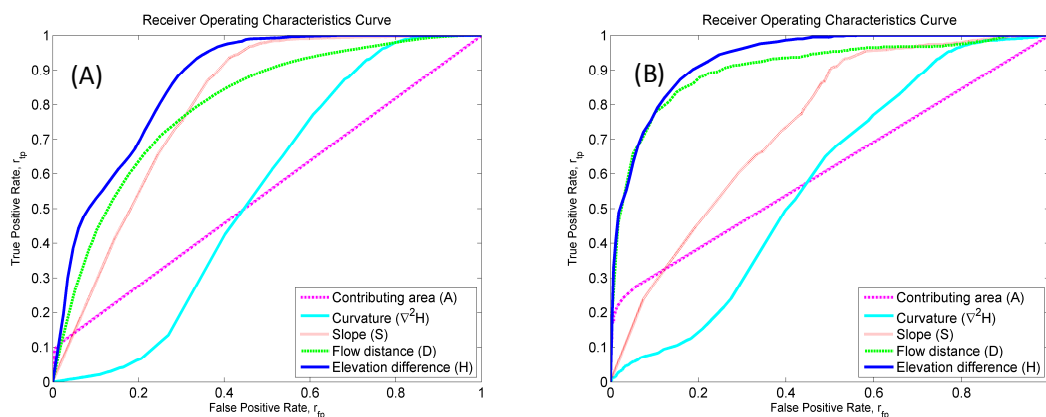 Receiver Operating Characteristics Curve
(A)
True Positive Rate, r_tp
1
0.9
0.8
0.7
0.6
0.5
0.4
0.3
0.2
0.1
0
0 0.2 0.4 0.6 0.8 1
False Positive Rate, r_fp
Contributing area (A)
Curvature (∇²H)
Slope (S)
Flow distance (D)
Elevation difference (H)
Receiver Operating Characteristics Curve
(B)
True Positive Rate, r_tp
1
0.9
0.8
0.7
0.6
0.5
0.4
0.3
0.2
0.1
0
0 0.2 0.4 0.6 0.8
False Positive Rate, r_fp
Contributing area (A)
Curvature (∇²H)
Slope (S)
Flow distance (D)
Elevation difference (H)